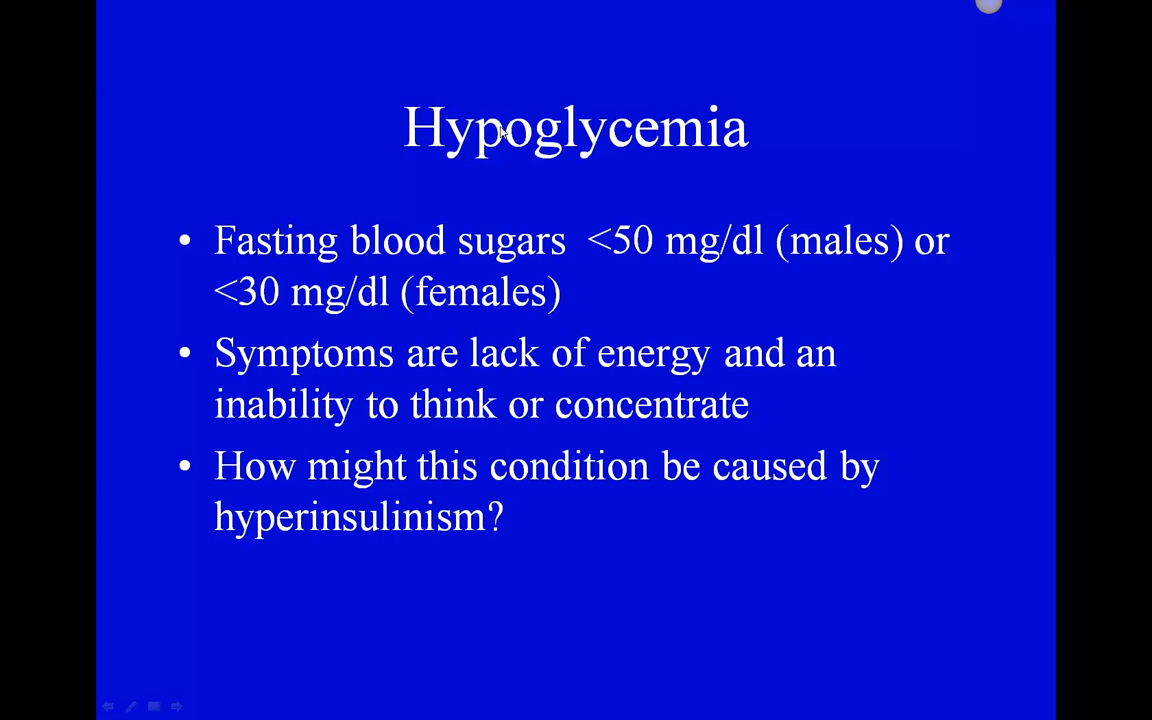 Hypoglycemia
• Fasting blood sugars <50 mg/dl (males) or
<30 mg/dl (females)
• Symptoms are lack of energy and an
inability to think or concentrate
• How might this condition be caused by
hyperinsulinism?